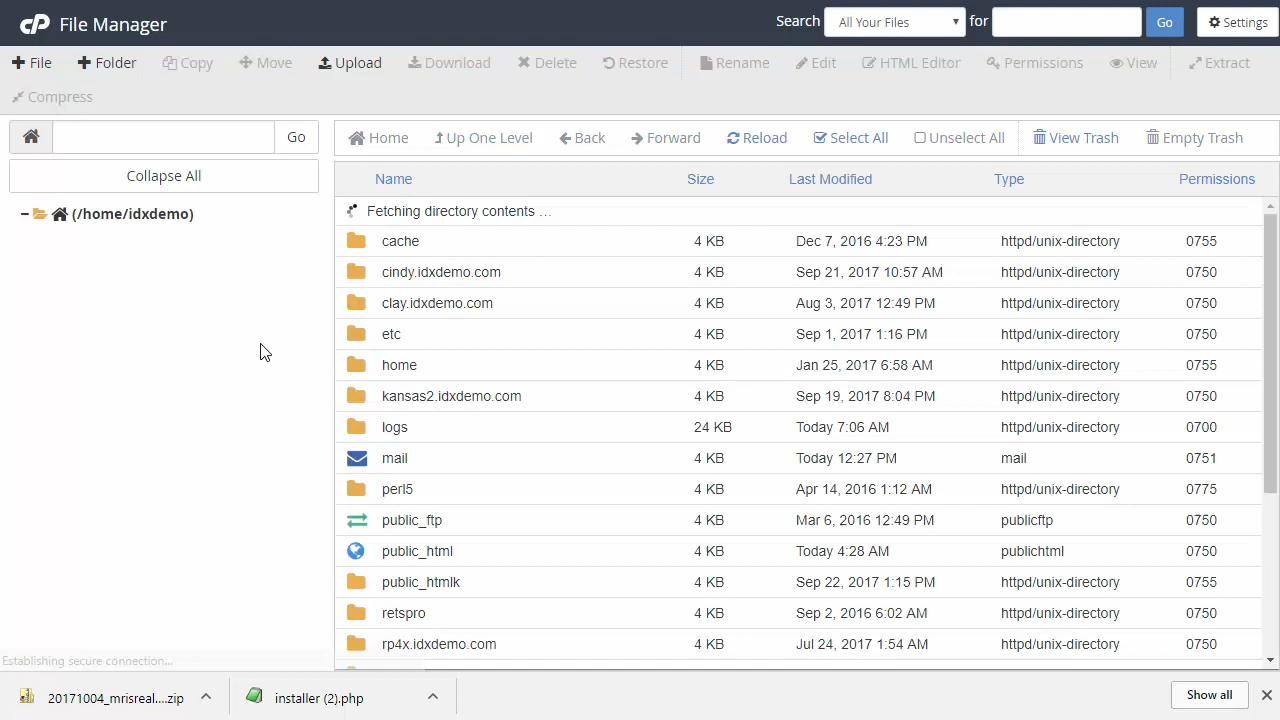 cP File Manager Search All Your Files for Go Settings
File Folder Copy Move Upload Download Delete Restore Rename Edit HTML Editor Permissions View Extract
Compress
Go Home Up One Level Back Forward Reload Select All Unselect All View Trash Empty Trash
Collapse All
(/home/idxdemo)
Name Size Last Modified Type Permissions
Fetching directory contents ...
cache 4 KB Dec 7, 2016 4:23 PM httpd/unix-directory 0755
cindy.idxdemo.com 4 KB Sep 21, 2017 10:57 AM httpd/unix-directory 0750
clay.idxdemo.com 4 KB Aug 3, 2017 12:49 PM httpd/unix-directory 0750
etc 4 KB Sep 1, 2017 1:16 PM httpd/unix-directory 0750
home 4 KB Jan 25, 2017 6:58 AM httpd/unix-directory 0755
kansas2.idxdemo.com 4 KB Sep 19, 2017 8:04 PM httpd/unix-directory 0750
logs 24 KB Today 7:06 AM httpd/unix-directory 0700
mail 4 KB Today 12:27 PM mail 0751
perl5 4 KB Apr 14, 2016 1:12 AM httpd/unix-directory 0775
public_ftp 4 KB Mar 6, 2016 12:49 PM publicftp 0750
public_html 4 KB Today 4:28 AM publichtml 0750
public_htmlk 4 KB Sep 22, 2017 1:15 PM httpd/unix-directory 0755
retspro 4 KB Sep 2, 2016 6:02 AM httpd/unix-directory 0750
rp4x.idxdemo.com 4 KB Jul 24, 2017 1:54 AM httpd/unix-directory 0750
Establishing secure connection...
20171004_mrisreal....zip installer (2).php Show all